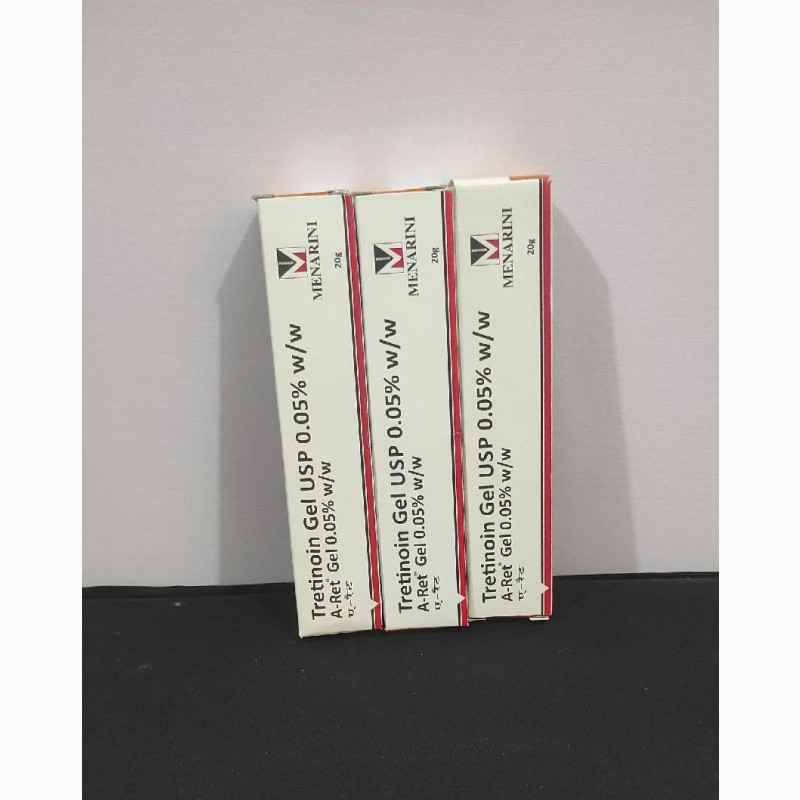 MENARINI
20g
Tretinoin Gel USP 0.05% w/w
A-Ret® Gel 0.05% w/w
ए-रेट
MENARINI
20g
Tretinoin Gel USP 0.05% w/w
A-Ret® Gel 0.05% w/w
ए-रेट
MENARINI
20g
Tretinoin Gel USP 0.05% w/w
A-Ret® Gel 0.05% w/w
ए-रेट